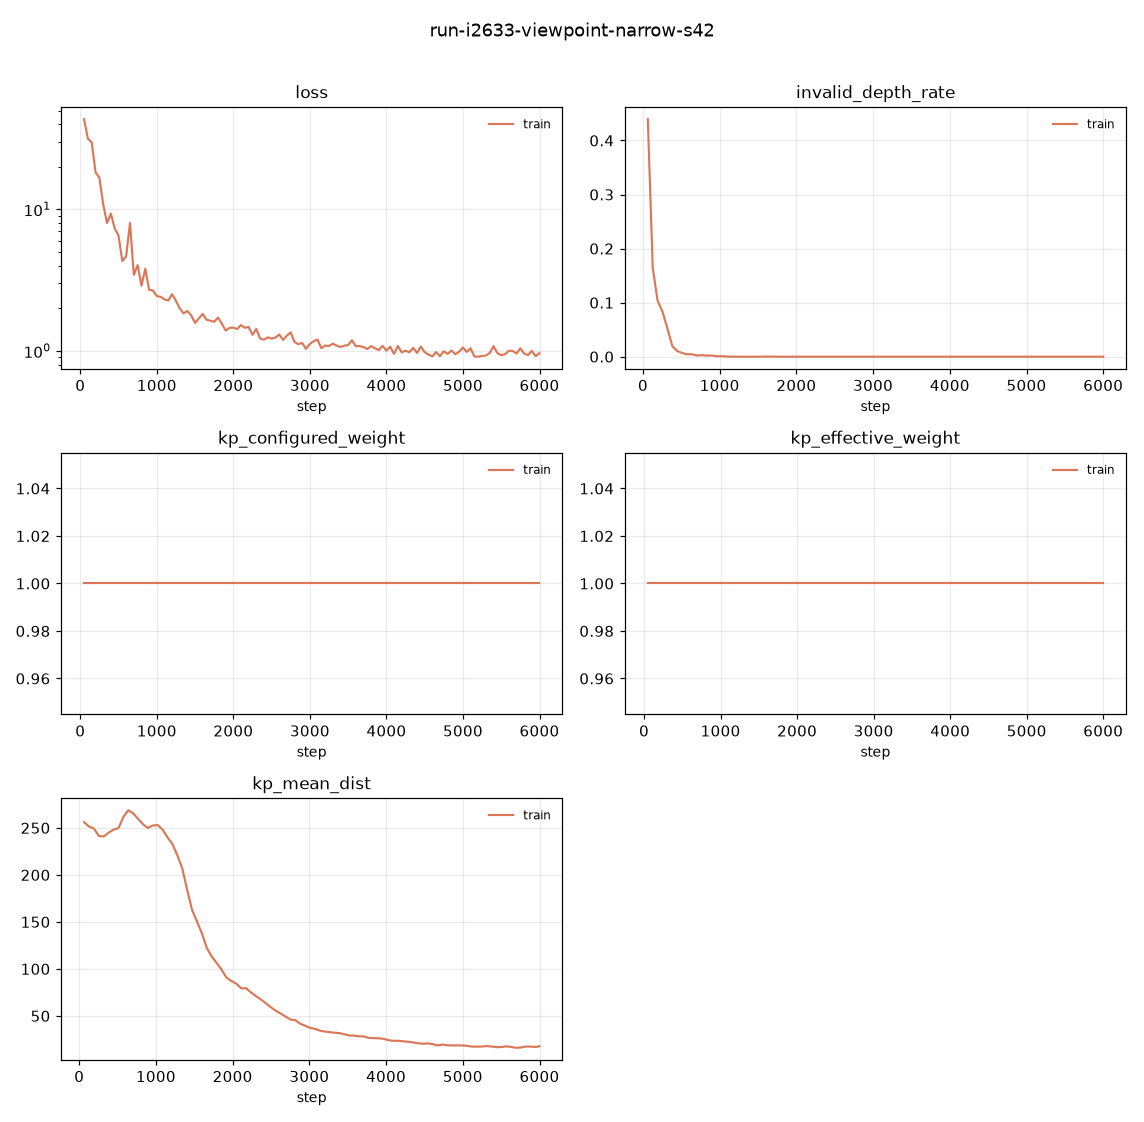 run-i2633-viewpoint-narrow-s42
loss
train
10¹
10⁰
0 1000 2000 3000 4000 5000 6000
step
invalid_depth_rate
train
0.4
0.3
0.2
0.1
0.0
0 1000 2000 3000 4000 5000 6000
step
kp_configured_weight
train
1.04
1.02
1.00
0.98
0.96
0 1000 2000 3000 4000 5000 6000
step
kp_effective_weight
train
1.04
1.02
1.00
0.98
0.96
0 1000 2000 3000 4000 5000 6000
step
kp_mean_dist
train
250
200
150
100
50
0 1000 2000 3000 4000 5000 6000
step